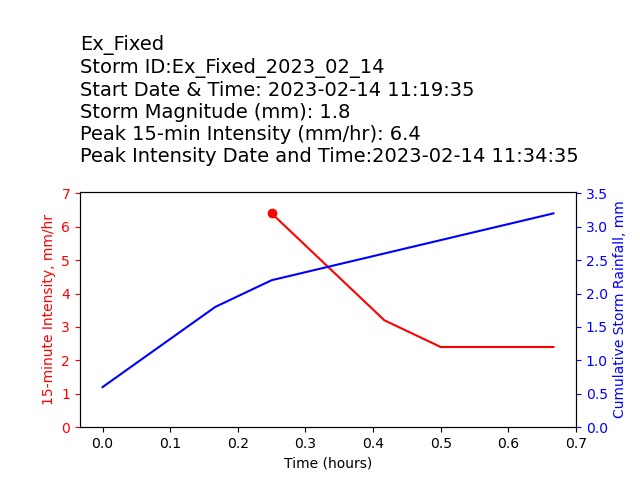 Ex_Fixed
Storm ID:Ex_Fixed_2023_02_14
Start Date & Time: 2023-02-14 11:19:35
Storm Magnitude (mm): 1.8
Peak 15-min Intensity (mm/hr): 6.4
Peak Intensity Date and Time:2023-02-14 11:34:35
15-minute Intensity, mm/hr
7
6
5
4
3
2
1
0
3.5
3.0
2.5
2.0
1.5
1.0
0.5
0.0
Cumulative Storm Rainfall, mm
0.0 0.1 0.2 0.3 0.4 0.5 0.6 0.7
Time (hours)